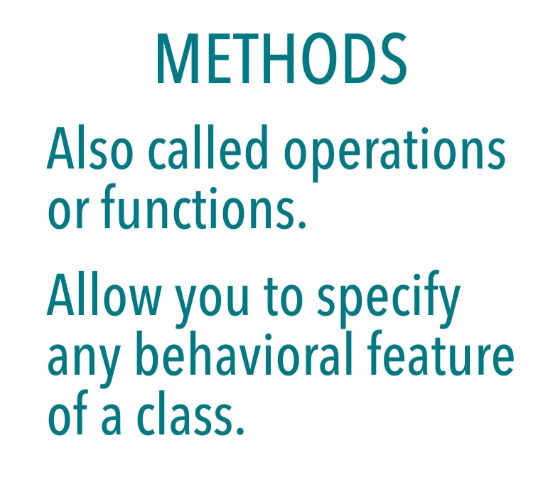 METHODS
Also called operations
or functions.
Allow you to specify
any behavioral feature
of a class.